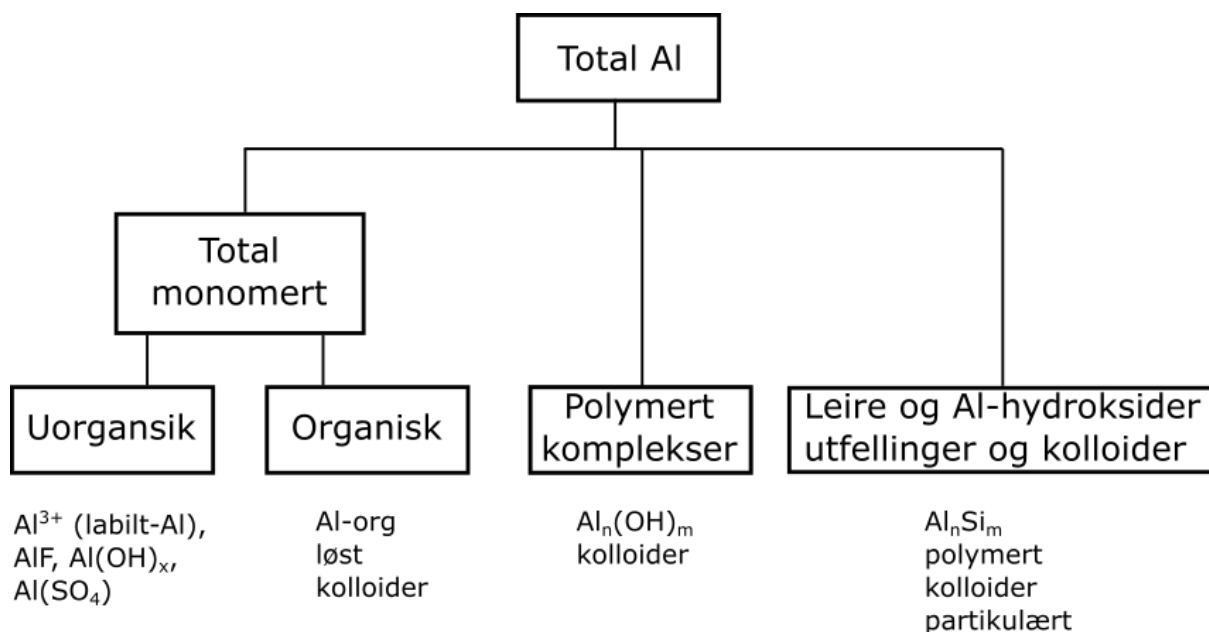 Total Al
Total
monomert
Uorgansik
Organisk
Polymert
komplekser
Leire og Al-hydroksider
utfellinger og kolloider
Al³⁺ (labilt-Al),
AlF, Al(OH)ₓ,
Al(SO₄)
Al-org
løst
kolloider
Alₙ(OH)ₘ
kolloider
AlₙSiₘ
polymert
kolloider
partikulært